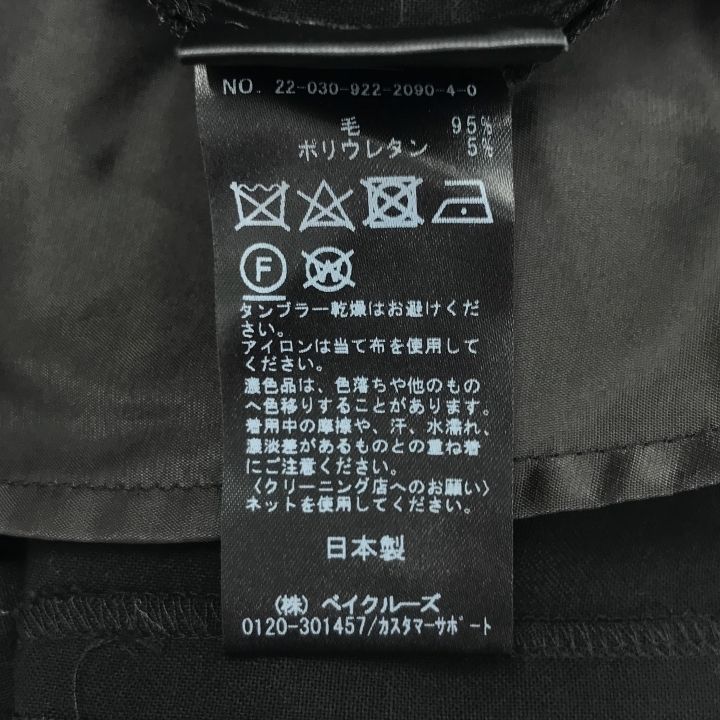 NO. 22-030-922-2090-4-0
毛 95%
ポリウレタン 5%
F W
タンブラー乾燥はお避けくだ
さい。
アイロンは当て布を使用して
ください。
濃色品は、色落ちや他のもの
へ色移りすることがあります。
着用中の摩擦や、汗、水濡れ、
濃淡差があるものとの重ね着
にご注意ください。
〈クリーニング店へのお願い〉
ネットを使用してください。
日本製
(株) ベイクルーズ
0120-301457/カスタマーサポート